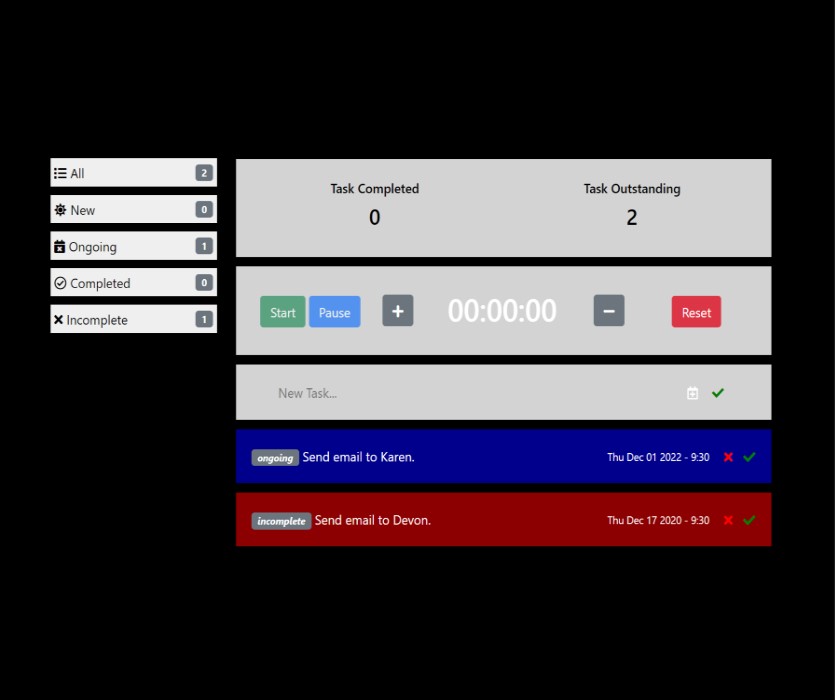 All 2
New 0
Ongoing 1
Completed 0
Incomplete 1
Task Completed Task Outstanding
0 2
Start Pause + 00:00:00 − Reset
New Task...
ongoing Send email to Karen. Thu Dec 01 2022 - 9:30
incomplete Send email to Devon. Thu Dec 17 2020 - 9:30